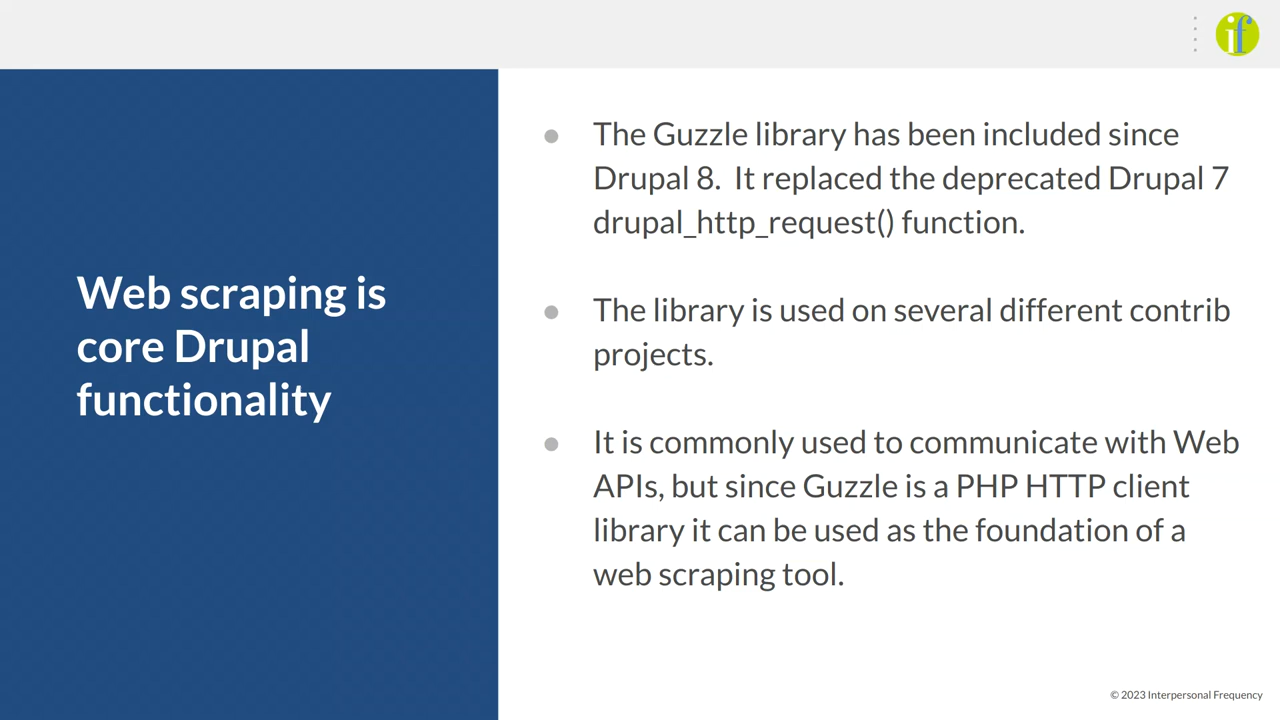 if
Web scraping is
core Drupal
functionality
The Guzzle library has been included since
Drupal 8.  It replaced the deprecated Drupal 7
drupal_http_request() function.
The library is used on several different contrib
projects.
It is commonly used to communicate with Web
APIs, but since Guzzle is a PHP HTTP client
library it can be used as the foundation of a
web scraping tool.
© 2023 Interpersonal Frequency